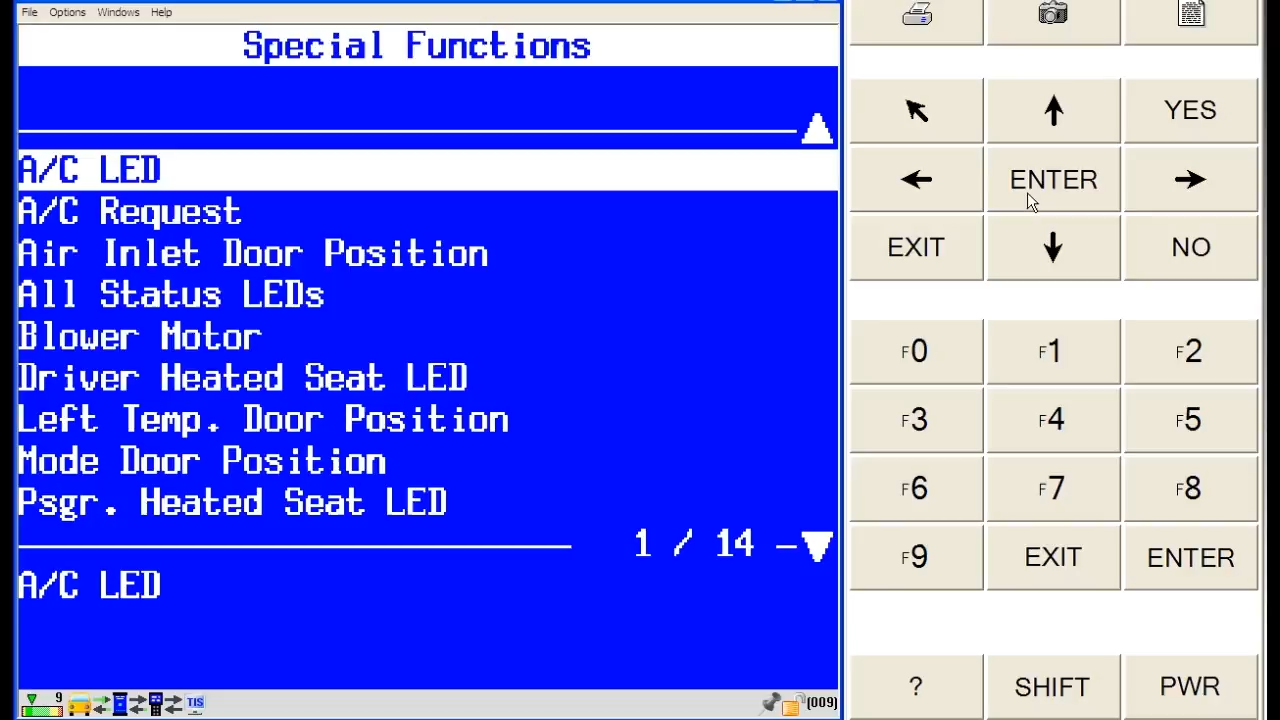 File Options Windows Help
Special Functions
A/C LED
A/C Request
Air Inlet Door Position
All Status LEDs
Blower Motor
Driver Heated Seat LED
Left Temp. Door Position
Mode Door Position
Psgr. Heated Seat LED
1 / 14
A/C LED
9
TIS
(009)
YES
ENTER
EXIT
NO
F0 F1 F2
F3 F4 F5
F6 F7 F8
F9 EXIT ENTER
? SHIFT PWR